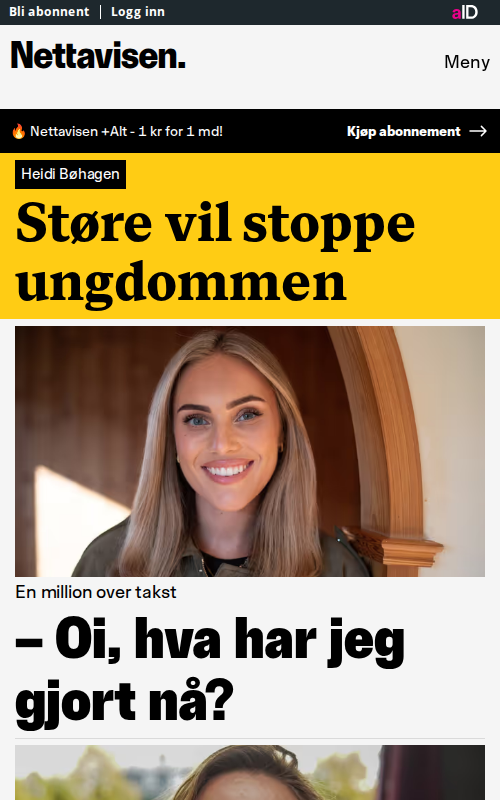 Bli abonnent
Logg inn
aID
Nettavisen.
Meny
🔥 Nettavisen +Alt - 1 kr for 1 md!
Kjøp abonnement →
Heidi Bøhagen
Støre vil stoppe
ungdommen
En million over takst
– Oi, hva har jeg
gjort nå?